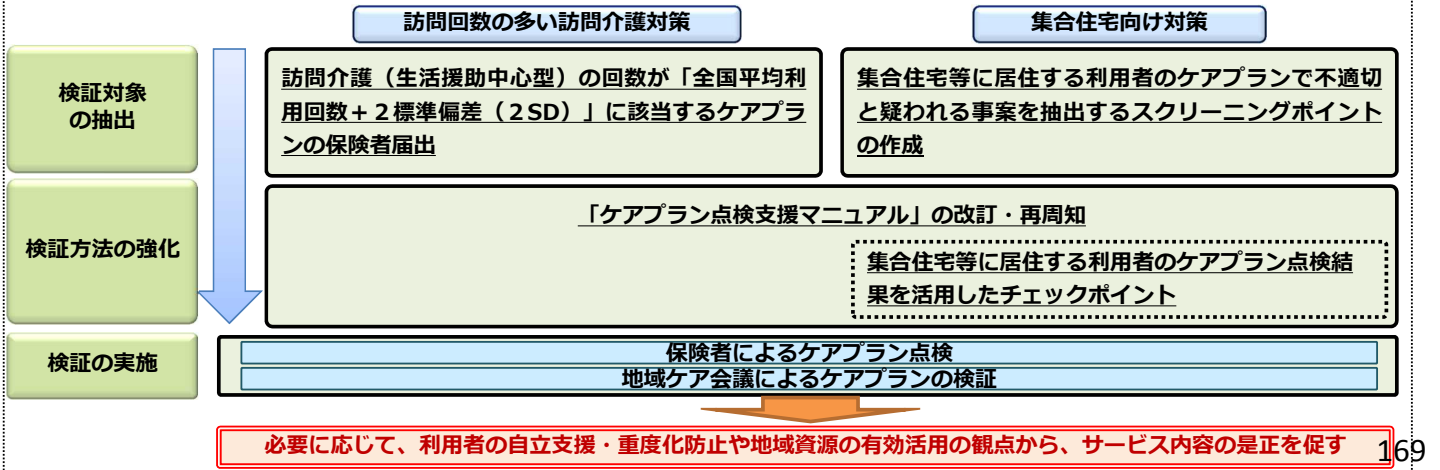 訪問回数の多い訪問介護対策
集合住宅向け対策
検証対象
の抽出
訪問介護（生活援助中心型）の回数が「全国平均利
用回数＋２標準偏差（２SD）」に該当するケアプラ
ンの保険者届出
集合住宅等に居住する利用者のケアプランで不適切
と疑われる事案を抽出するスクリーニングポイント
の作成
検証方法の強化
「ケアプラン点検支援マニュアル」の改訂・再周知
集合住宅等に居住する利用者のケアプラン点検結
果を活用したチェックポイント
検証の実施
保険者によるケアプラン点検
地域ケア会議によるケアプランの検証
必要に応じて、利用者の自立支援・重度化防止や地域資源の有効活用の観点から、サービス内容の是正を促す
169